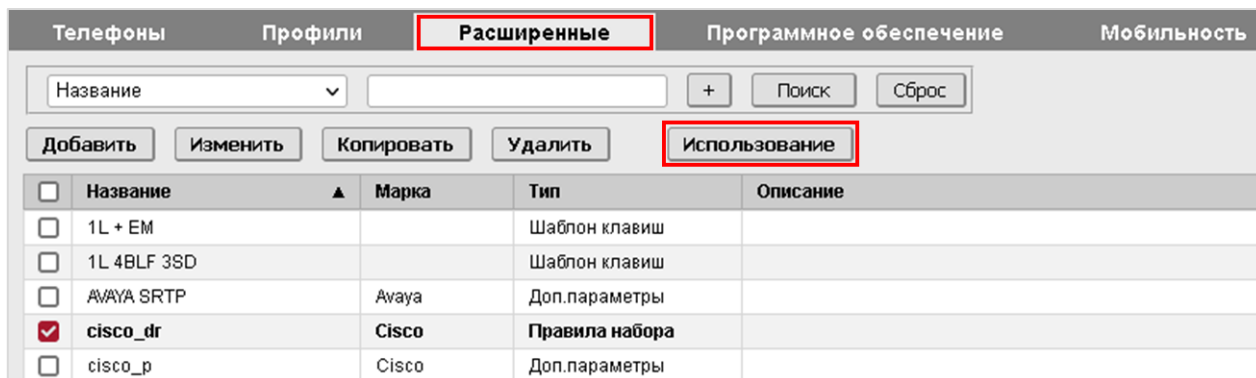 Телефоны Профили Расширенные Программное обеспечение Мобильность
Название + Поиск Сброс
Добавить Изменить Копировать Удалить Использование
Название ▲ Марка Тип Описание
1L + EM Шаблон клавиш
1L 4BLF 3SD Шаблон клавиш
AVAYA SRTP Avaya Доп.параметры
cisco_dr Cisco Правила набора
cisco_p Cisco Доп.параметры